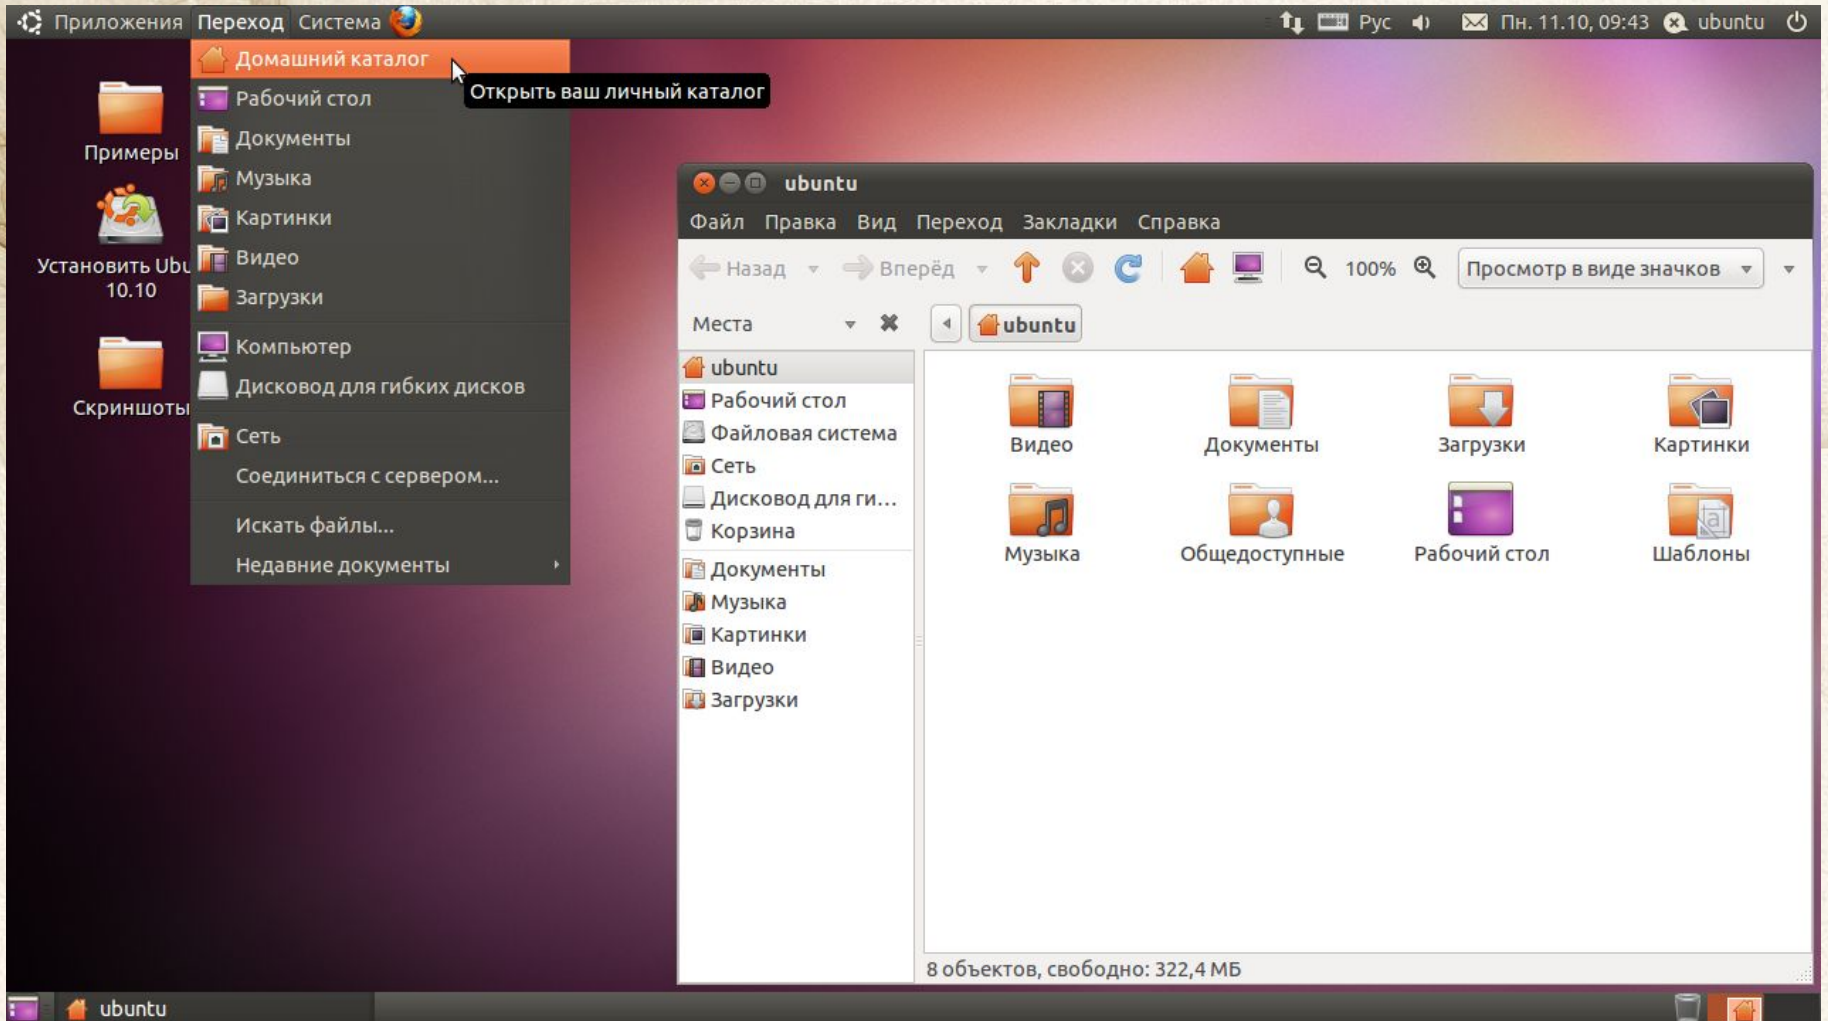 Приложения Переход Система
Рус Пн. 11.10, 09:43 ubuntu
Домашний каталог
Открыть ваш личный каталог
Рабочий стол
Документы
Музыка
Картинки
Видео
Загрузки
Компьютер
Дисковод для гибких дисков
Сеть
Соединиться с сервером...
Искать файлы...
Недавние документы
Примеры
Установить Ubu
10.10
Скриншоты
ubuntu
Файл Правка Вид Переход Закладки Справка
Назад Вперёд 100% Просмотр в виде значков
Места ubuntu
ubuntu
Рабочий стол
Файловая система
Сеть
Дисковод для ги...
Корзина
Документы
Музыка
Картинки
Видео
Загрузки
Видео Документы Загрузки Картинки
Музыка Общедоступные Рабочий стол Шаблоны
8 объектов, свободно: 322,4 МБ
ubuntu